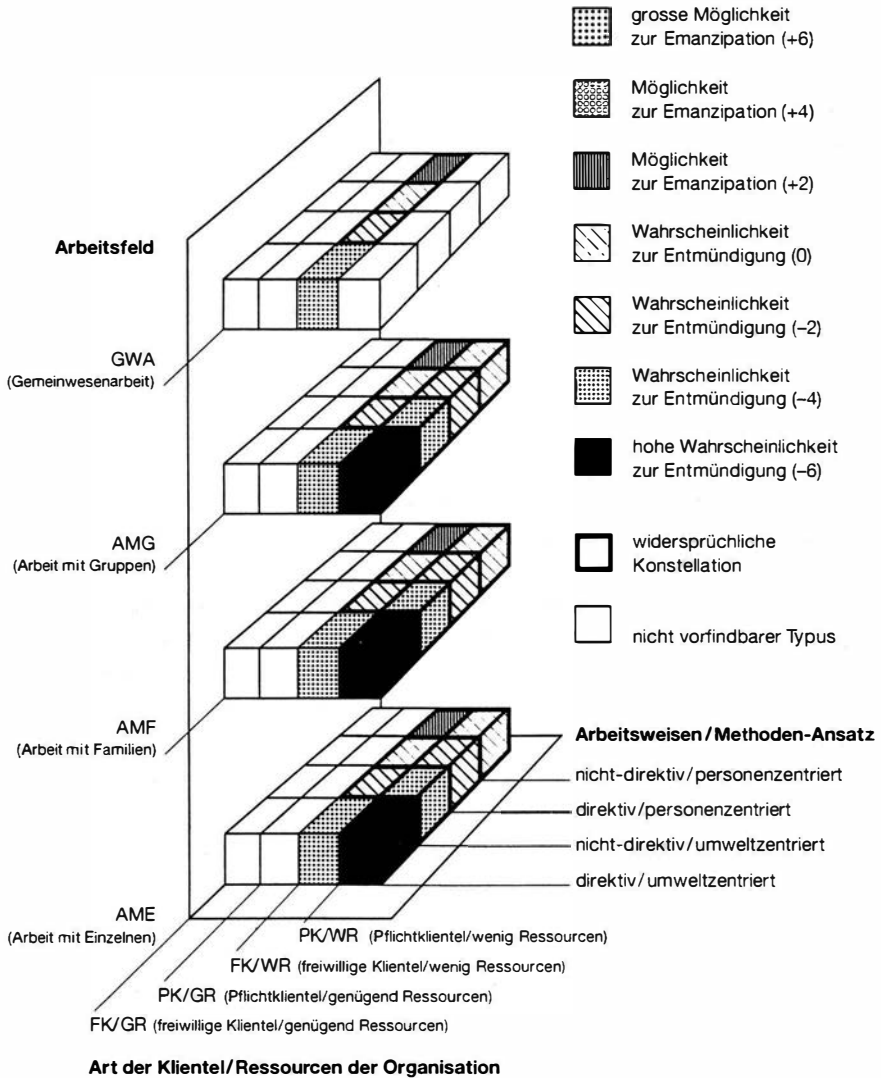 grosse Möglichkeit
zur Emanzipation (+6)
Möglichkeit
zur Emanzipation (+4)
Möglichkeit
zur Emanzipation (+2)
Wahrscheinlichkeit
zur Entmündigung (0)
Wahrscheinlichkeit
zur Entmündigung (–2)
Wahrscheinlichkeit
zur Entmündigung (–4)
hohe Wahrscheinlichkeit
zur Entmündigung (–6)
widersprüchliche
Konstellation
nicht vorfindbarer Typus
Arbeitsfeld
GWA
(Gemeinwesenarbeit)
AMG
(Arbeit mit Gruppen)
AMF
(Arbeit mit Familien)
AME
(Arbeit mit Einzelnen)
Arbeitsweisen/Methoden-Ansatz
nicht-direktiv/personenzentriert
direktiv/personenzentriert
nicht-direktiv/umweltzentriert
direktiv/umweltzentriert
PK/WR (Pflichtklientel/wenig Ressourcen)
FK/WR (freiwillige Klientel/wenig Ressourcen)
PK/GR (Pflichtklientel/genügend Ressourcen)
FK/GR (freiwillige Klientel/genügend Ressourcen)
Art der Klientel/Ressourcen der Organisation